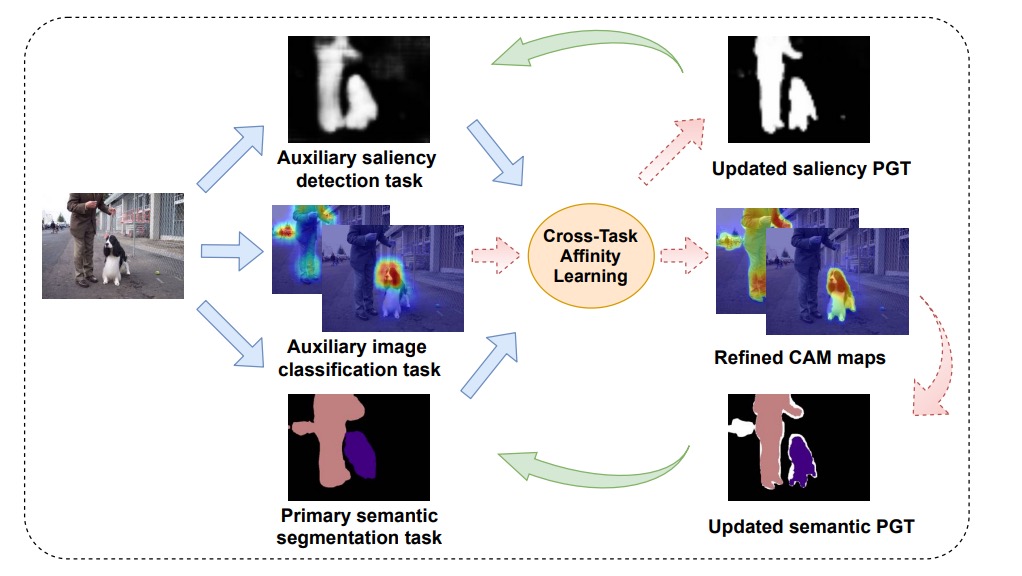 Auxiliary saliency
detection task
Updated saliency PGT
Cross-Task
Affinity
Learning
Auxiliary image
classification task
Refined CAM maps
Primary semantic
segmentation task
Updated semantic PGT